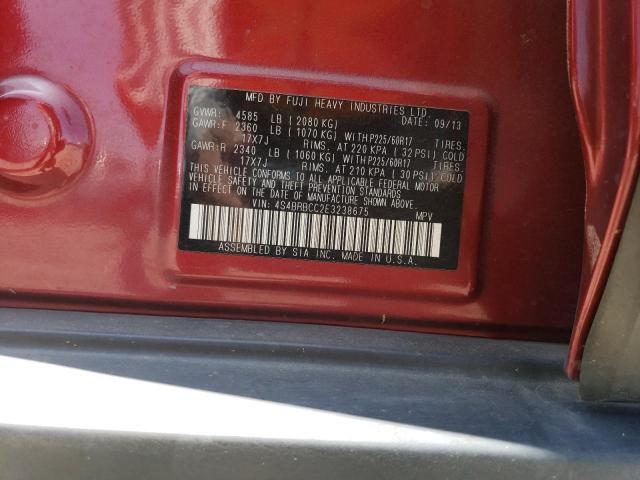 MFD BY FUJI HEAVY INDUSTRIES LTD.
GVWR: 4585 LB (2080 KG) DATE: 09/13
GAWR:F 2360 LB (1070 KG) WITH P225/60R17 TIRES.
17X7J RIMS. AT 220 KPA (32 PSI) COLD
GAWR:R 2340 LB (1060 KG) WITH P225/60R17 TIRES.
17X7J RIMS. AT 210 KPA (30 PSI) COLD
THIS VEHICLE CONFORMS TO ALL APPLICABLE FEDERAL MOTOR
VEHICLE SAFETY AND THEFT PREVENTION STANDARDS
IN EFFECT ON THE DATE OF MANUFACTURE SHOWN ABOVE.
VIN: 4S4BRBCC2E3238675 MPV
ASSEMBLED BY SIA INC. MADE IN U.S.A.